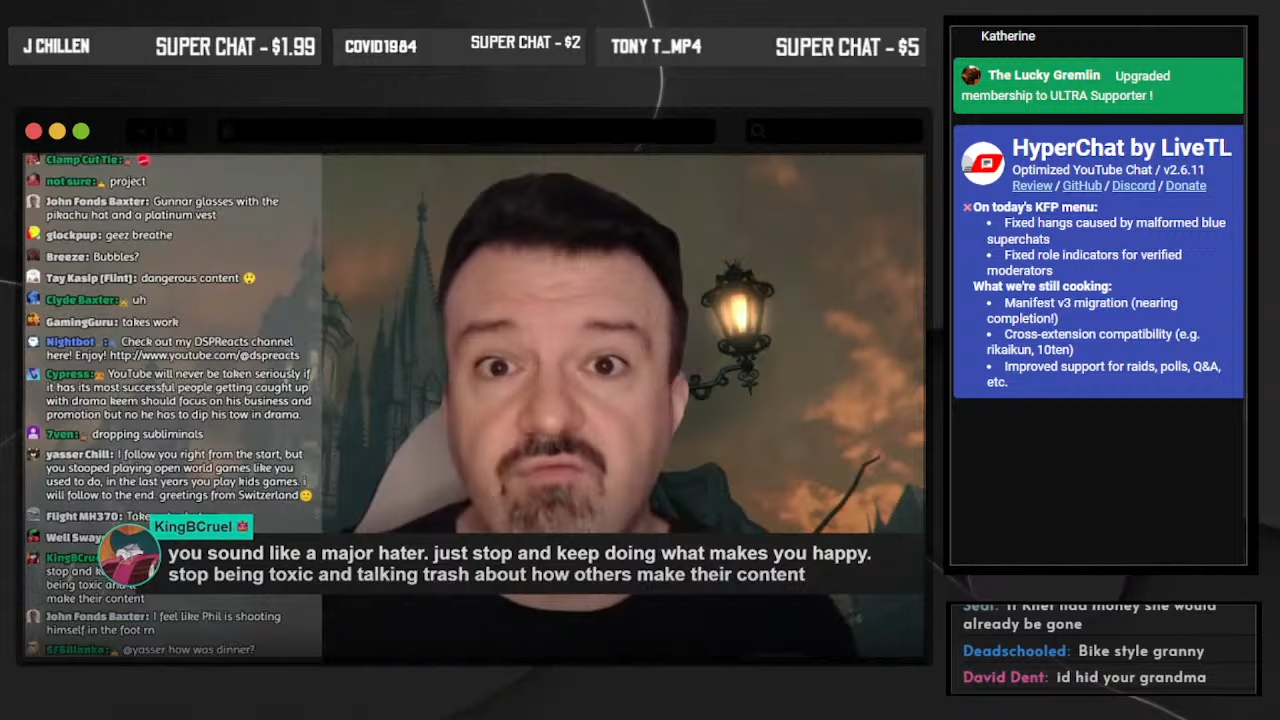 J CHILLEN
SUPER CHAT - $1.99
COVID1984
SUPER CHAT - $2
TONY T_MP4
SUPER CHAT - $5
Clamp Cut Tie:
not sure: project
John Fonds Baxter: Gunnar glasses with the
pikachu hat and a platinum vest
glockpup: geez breathe
Breeze: Bubbles?
Tay Kasip (Flint): dangerous content 😲
Clyde Baxter: uh
GamingGuru: takes work
Nightbot : Check out my DSPReacts channel
here! Enjoy! http://www.youtube.com/@dspreacts
Cypress: YouTube will never be taken seriously if
it has its most successful people getting caught up
with drama keem should focus on his business and
promotion but no he has to dip his tow in drama.
7ven: dropping subliminals
yasser Chill: I follow you right from the start, but
you stooped playing open world games like you
used to do, in the last years you play kids games. i
will follow to the end. greetings from Switzerland🙂
Flight MH370:
Well
KingBCruel
stop and
being toxic and
make their content
John Fonds Baxter: I feel like Phil is shooting
himself in the foot rn
SFBBlanka: @yasser how was dinner?
KingBCruel
you sound like a major hater. just stop and keep doing what makes you happy.
stop being toxic and talking trash about how others make their content
Katherine
The Lucky Gremlin Upgraded
membership to ULTRA Supporter !
HyperChat by LiveTL
Optimized YouTube Chat / v2.6.11
Review / GitHub / Discord / Donate
❌On today's KFP menu:
• Fixed hangs caused by malformed blue
superchats
• Fixed role indicators for verified
moderators
What we're still cooking:
• Manifest v3 migration (nearing
completion!)
• Cross-extension compatibility (e.g.
rikaikun, 10ten)
• Improved support for raids, polls, Q&A,
etc.
had money she would
already be gone
Deadschooled: Bike style granny
David Dent: id hid your grandma